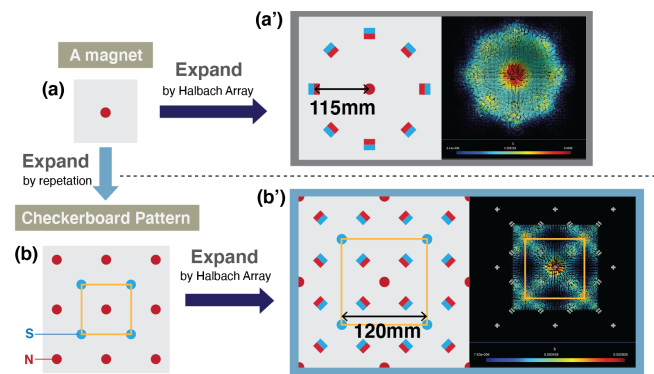 A magnet
(a)
Expand
by Halbach Array
(a’)
115mm
Expand
by repetation
Checkerboard Pattern
(b)
S
N
Expand
by Halbach Array
(b’)
120mm